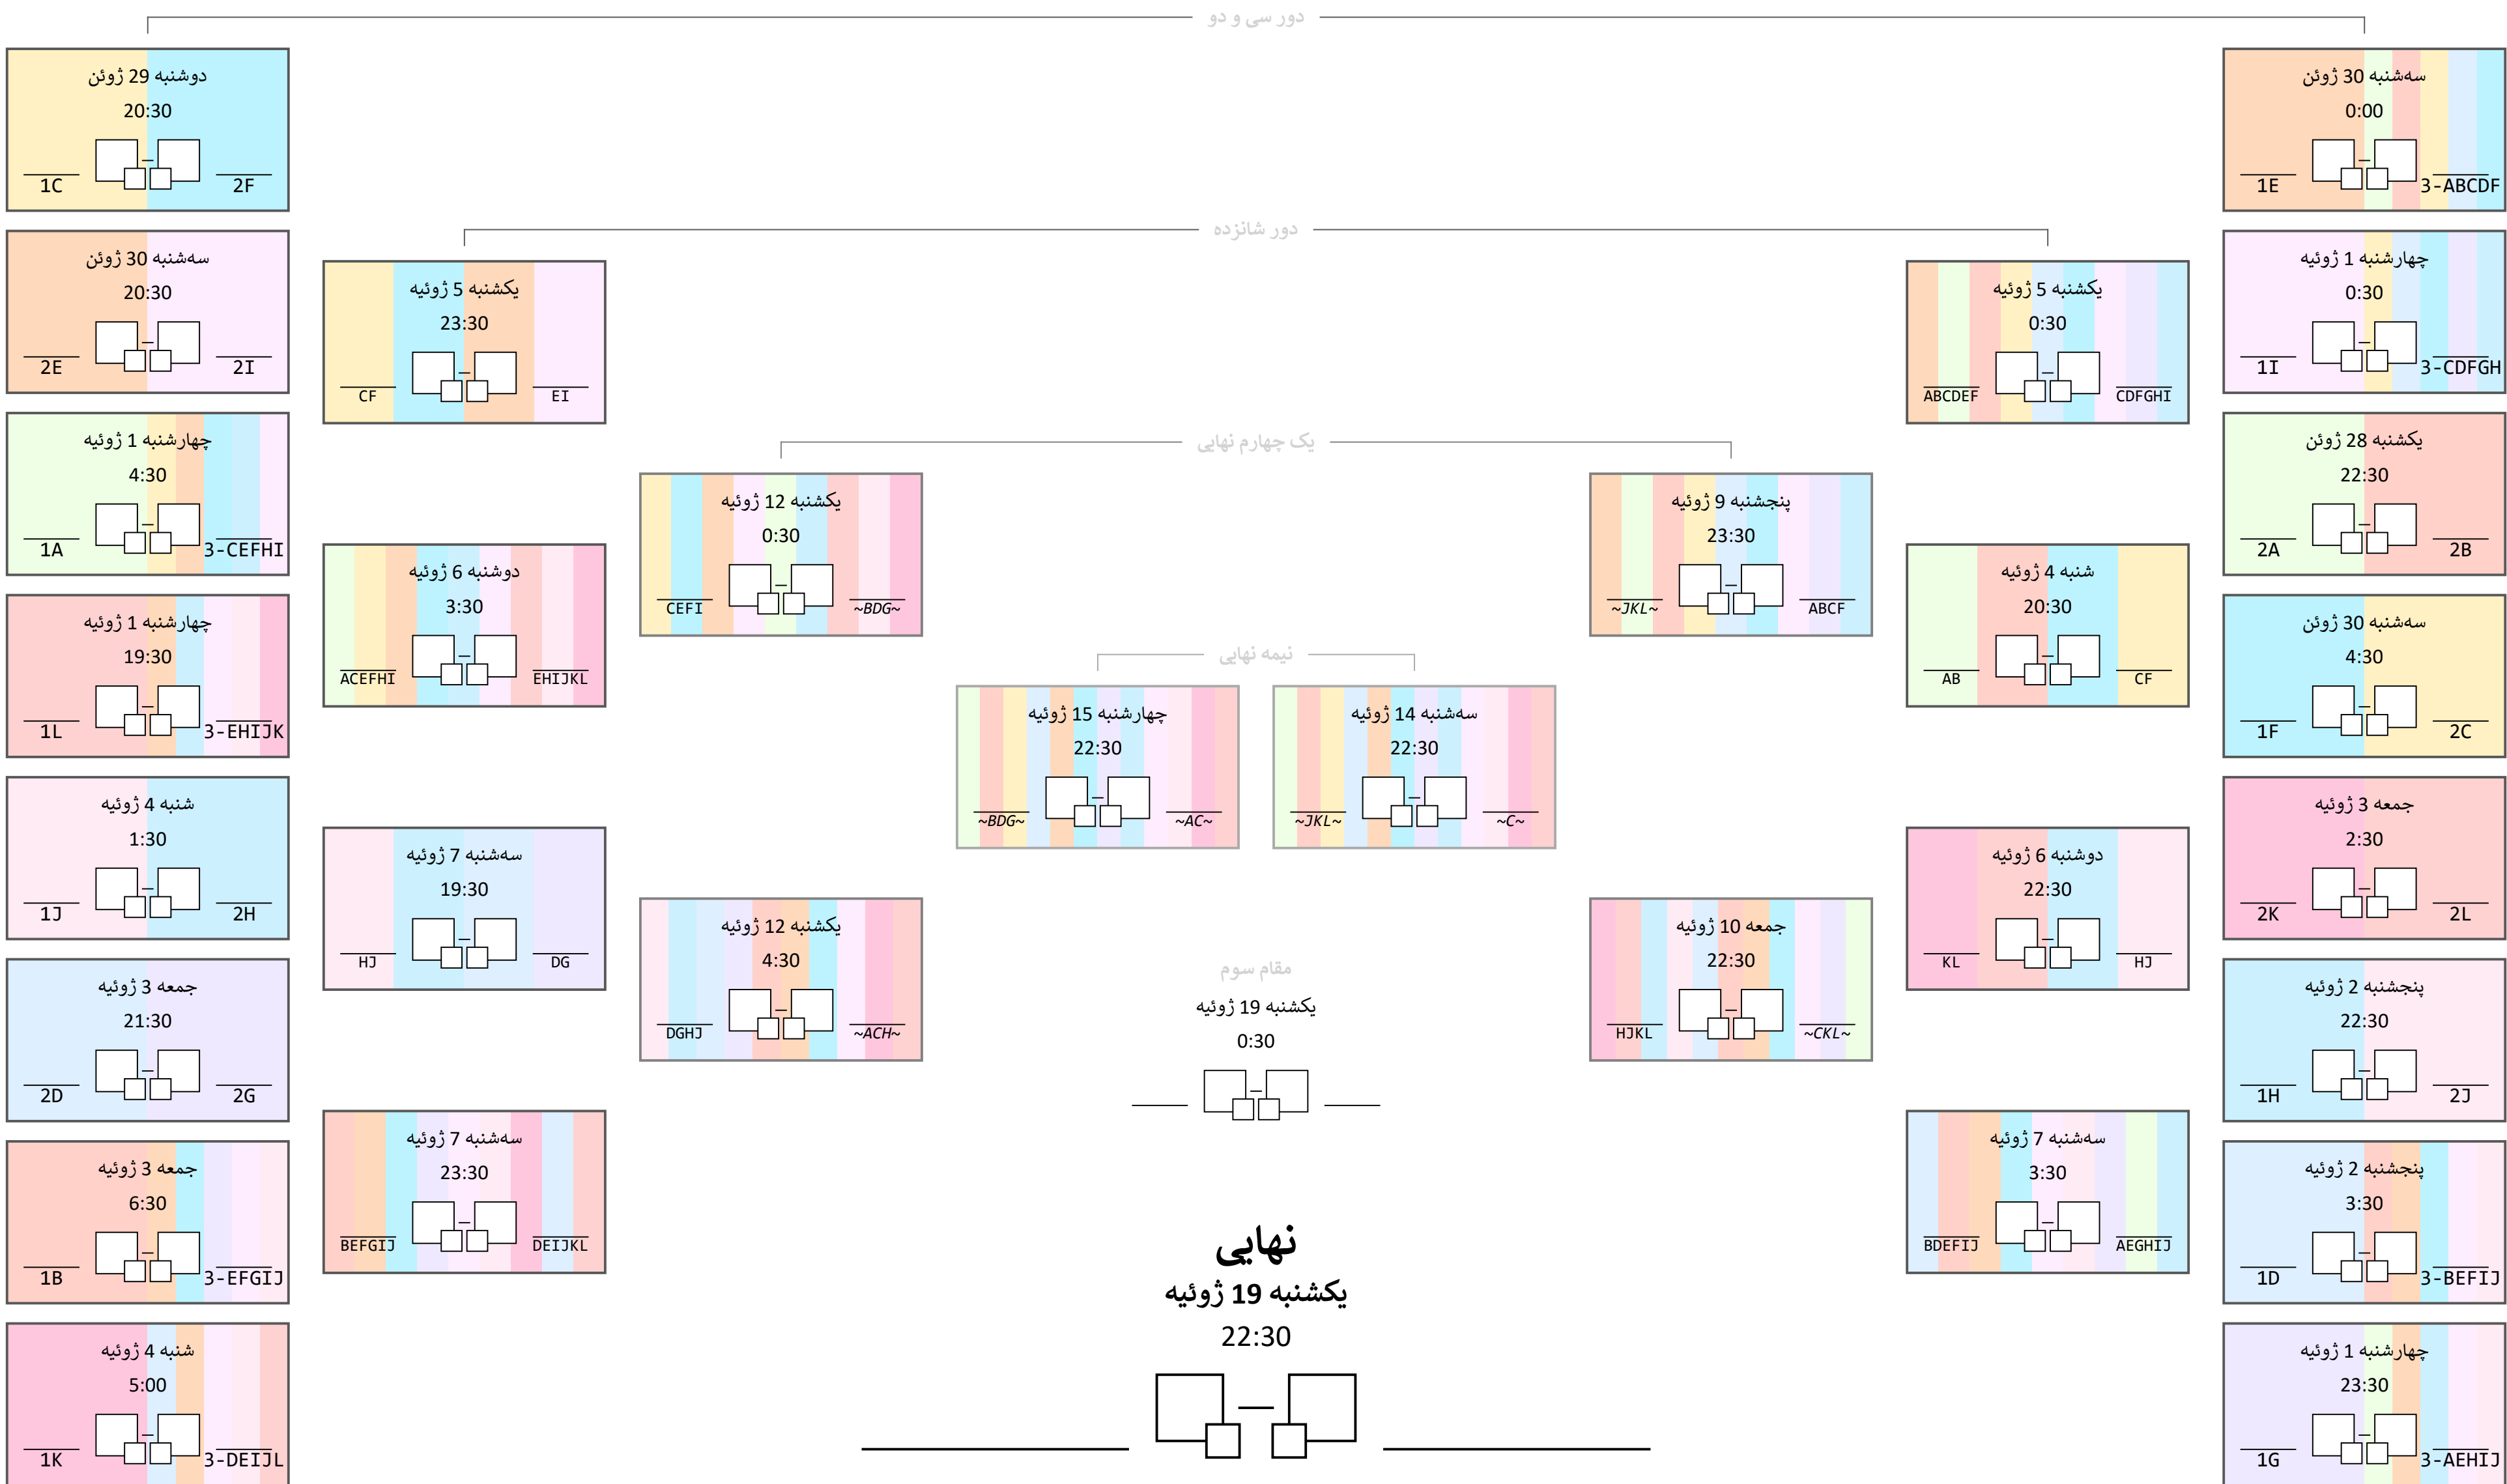 دور سی و دو
دوشنبه 29 ژوئن
20:30
1C
2F
سه‌شنبه 30 ژوئن
20:30
2E
2I
چهارشنبه 1 ژوئیه
4:30
1A
3-CEFHI
چهارشنبه 1 ژوئیه
19:30
1L
3-EHIJK
شنبه 4 ژوئیه
1:30
1J
2H
جمعه 3 ژوئیه
21:30
2D
2G
جمعه 3 ژوئیه
6:30
1B
3-EFGIJ
شنبه 4 ژوئیه
5:00
1K
3-DEIJL
دور شانزده
یکشنبه 5 ژوئیه
23:30
CF
EI
دوشنبه 6 ژوئیه
3:30
ACEFHI
EHIJKL
سه‌شنبه 7 ژوئیه
19:30
HJ
DG
سه‌شنبه 7 ژوئیه
23:30
BEFGIJ
DEIJKL
یک چهارم نهایی
یکشنبه 12 ژوئیه
0:30
CEFI
~BDG~
یکشنبه 12 ژوئیه
4:30
DGHJ
~ACH~
نیمه نهایی
چهارشنبه 15 ژوئیه
22:30
~BDG~
~AC~
سه‌شنبه 14 ژوئیه
22:30
~JKL~
~C~
مقام سوم
یکشنبه 19 ژوئیه
0:30
نهایی
یکشنبه 19 ژوئیه
22:30
پنجشنبه 9 ژوئیه
23:30
~JKL~
ABCF
جمعه 10 ژوئیه
22:30
HJKL
~CKL~
یکشنبه 5 ژوئیه
0:30
ABCDEF
CDFGHI
شنبه 4 ژوئیه
20:30
AB
CF
دوشنبه 6 ژوئیه
22:30
KL
HJ
سه‌شنبه 7 ژوئیه
3:30
BDEFIJ
AEGHIJ
سه‌شنبه 30 ژوئن
0:00
1E
3-ABCDF
چهارشنبه 1 ژوئیه
0:30
1I
3-CDFGH
یکشنبه 28 ژوئن
22:30
2A
2B
سه‌شنبه 30 ژوئن
4:30
1F
2C
جمعه 3 ژوئیه
2:30
2K
2L
پنجشنبه 2 ژوئیه
22:30
1H
2J
پنجشنبه 2 ژوئیه
3:30
1D
3-BEFIJ
چهارشنبه 1 ژوئیه
23:30
1G
3-AEHIJ